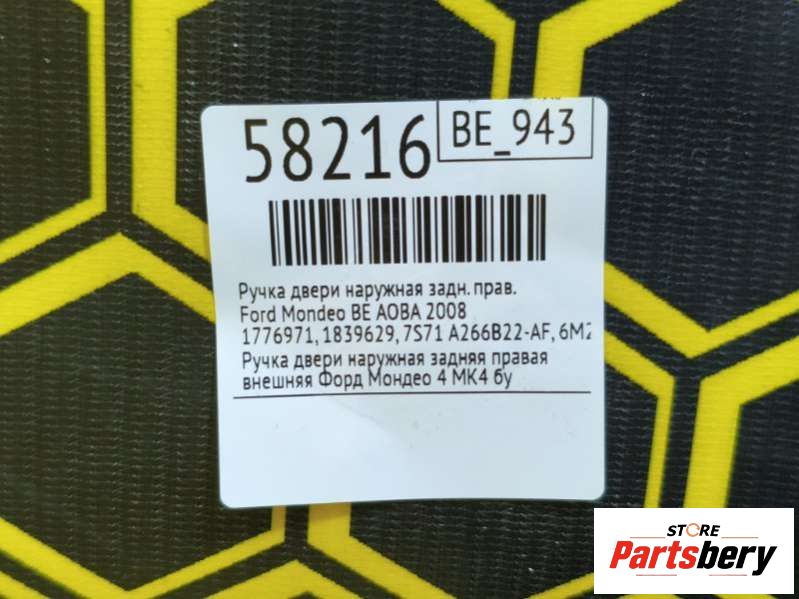 58216
BE_943
Ручка двери наружная задн. прав.
Ford Mondeo BE AOBA 2008
1776971, 1839629, 7S71 A266B22-AF, 6M2
Ручка двери наружная задняя правая
внешняя Форд Мондео 4 МК4 бу
STORE
Partsbery